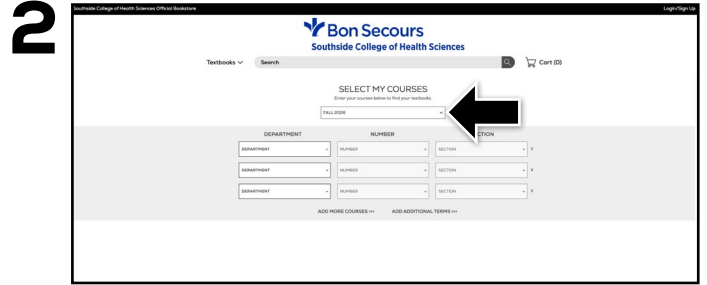 2
Southside College of Health Sciences Official Bookstore
Login/Sign Up
Bon Secours
Southside College of Health Sciences
Textbooks
Search
Cart (0)
SELECT MY COURSES
Enter your courses below to find your textbooks.
FALL 2026
DEPARTMENT NUMBER CTION
DEPARTMENT NUMBER SECTION X
DEPARTMENT NUMBER SECTION X
DEPARTMENT NUMBER SECTION X
ADD MORE COURSES >>> ADD ADDITIONAL TERMS >>>